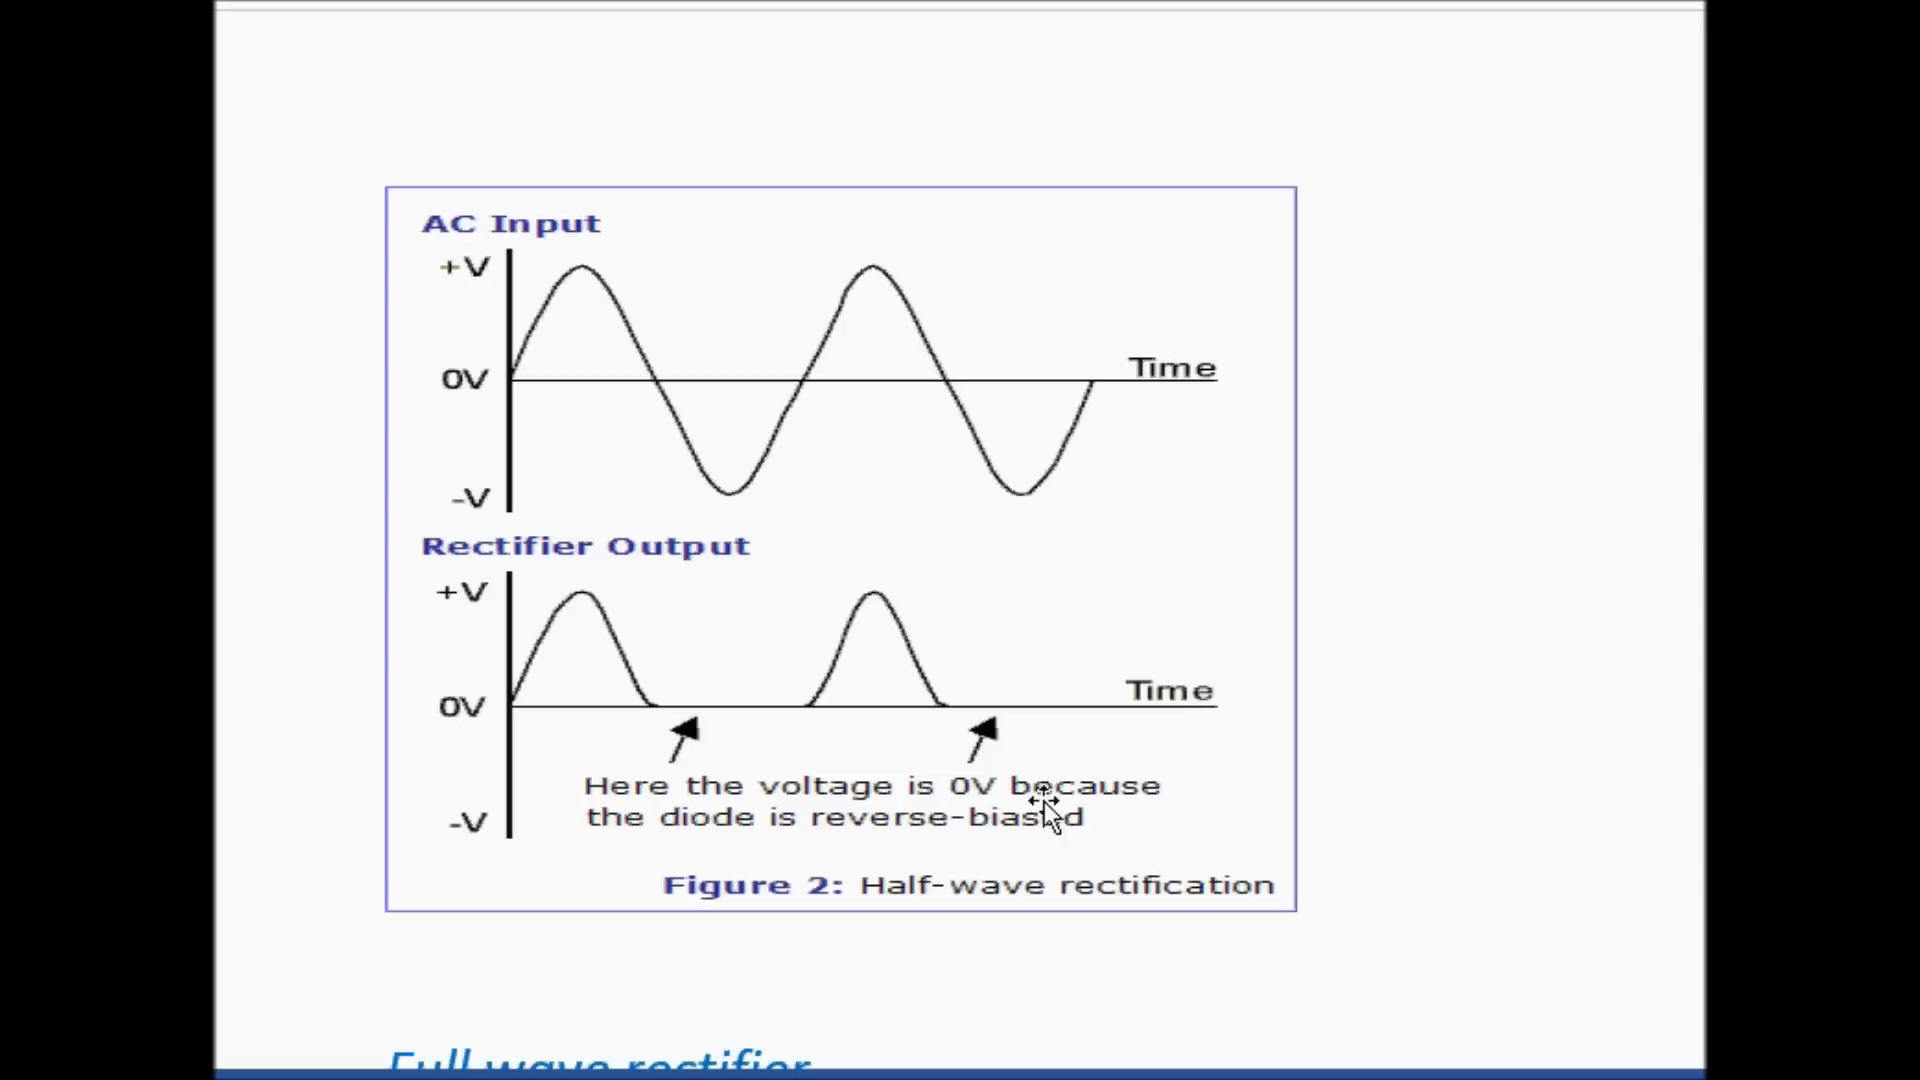 AC Input
+V
0V
Time
-V
Rectifier Output
+V
0V
Time
-V
Here the voltage is 0V because
the diode is reverse-biased
Figure 2: Half-wave rectification
Full wave rectifier